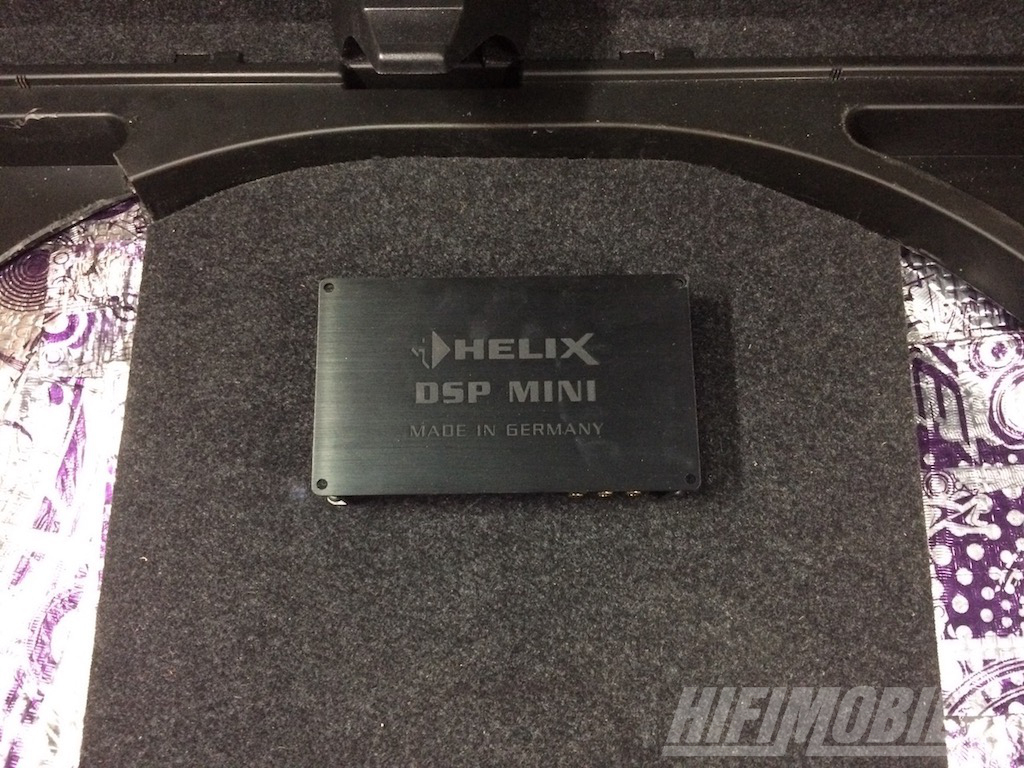 HELIX
DSP MINI
MADE IN GERMANY
HIFIMOBIL